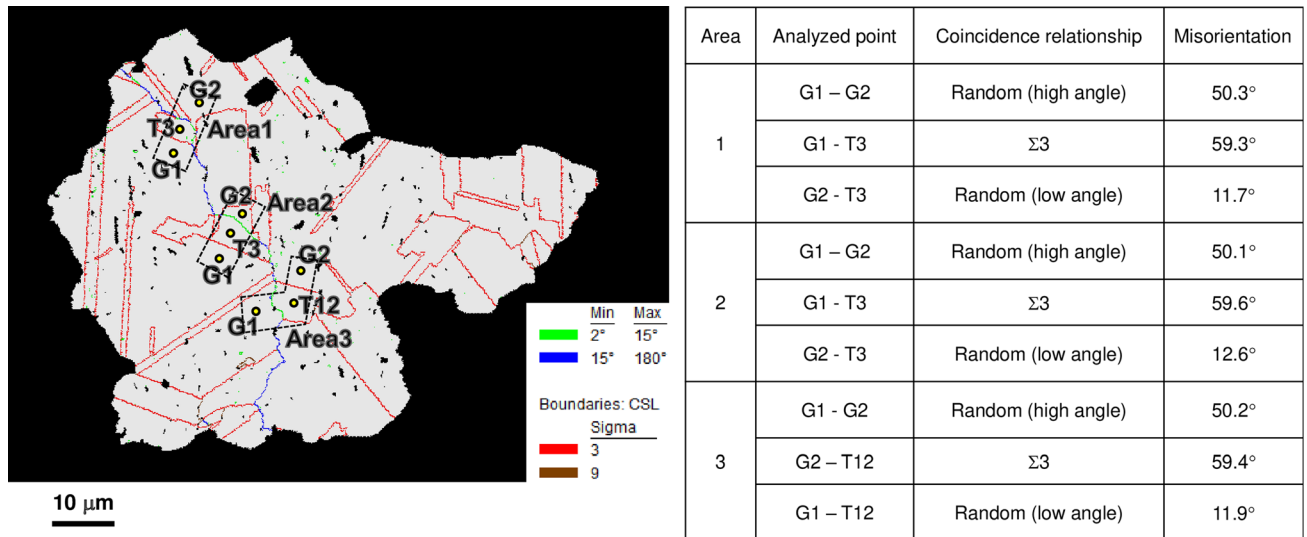 G2
T3
Area1
G1
G2
Area2
T3
G1
G2
T12
G1
Area3
Min Max
2° 15°
15° 180°
Boundaries: CSL
Sigma
3
9
10 μm
Area Analyzed point Coincidence relationship Misorientation
1
G1 – G2 Random (high angle) 50.3°
G1 - T3 Σ3 59.3°
G2 - T3 Random (low angle) 11.7°
2
G1 – G2 Random (high angle) 50.1°
G1 - T3 Σ3 59.6°
G2 - T3 Random (low angle) 12.6°
3
G1 - G2 Random (high angle) 50.2°
G2 – T12 Σ3 59.4°
G1 – T12 Random (low angle) 11.9°